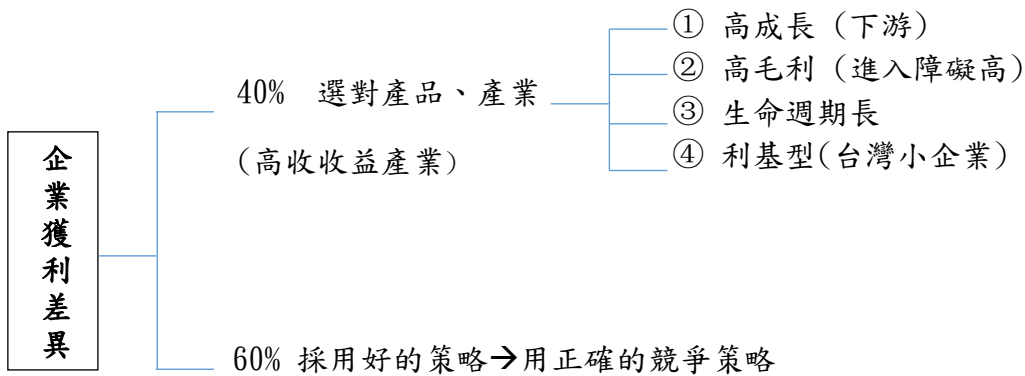 ① 高成長 (下游)
② 高毛利 (進入障礙高)
40% 選對產品、產業
③ 生命週期長
(高收收益產業)
④ 利基型(台灣小企業)
企業獲利差異
60% 採用好的策略→用正確的競爭策略